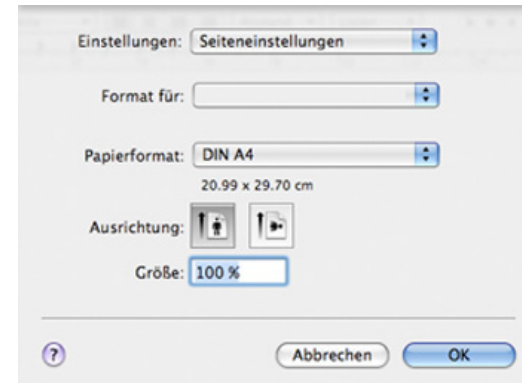 Einstellungen: Seiteneinstellungen
Format für:
Papierformat: DIN A4
20.99 x 29.70 cm
Ausrichtung:
Größe: 100 %
? Abbrechen OK